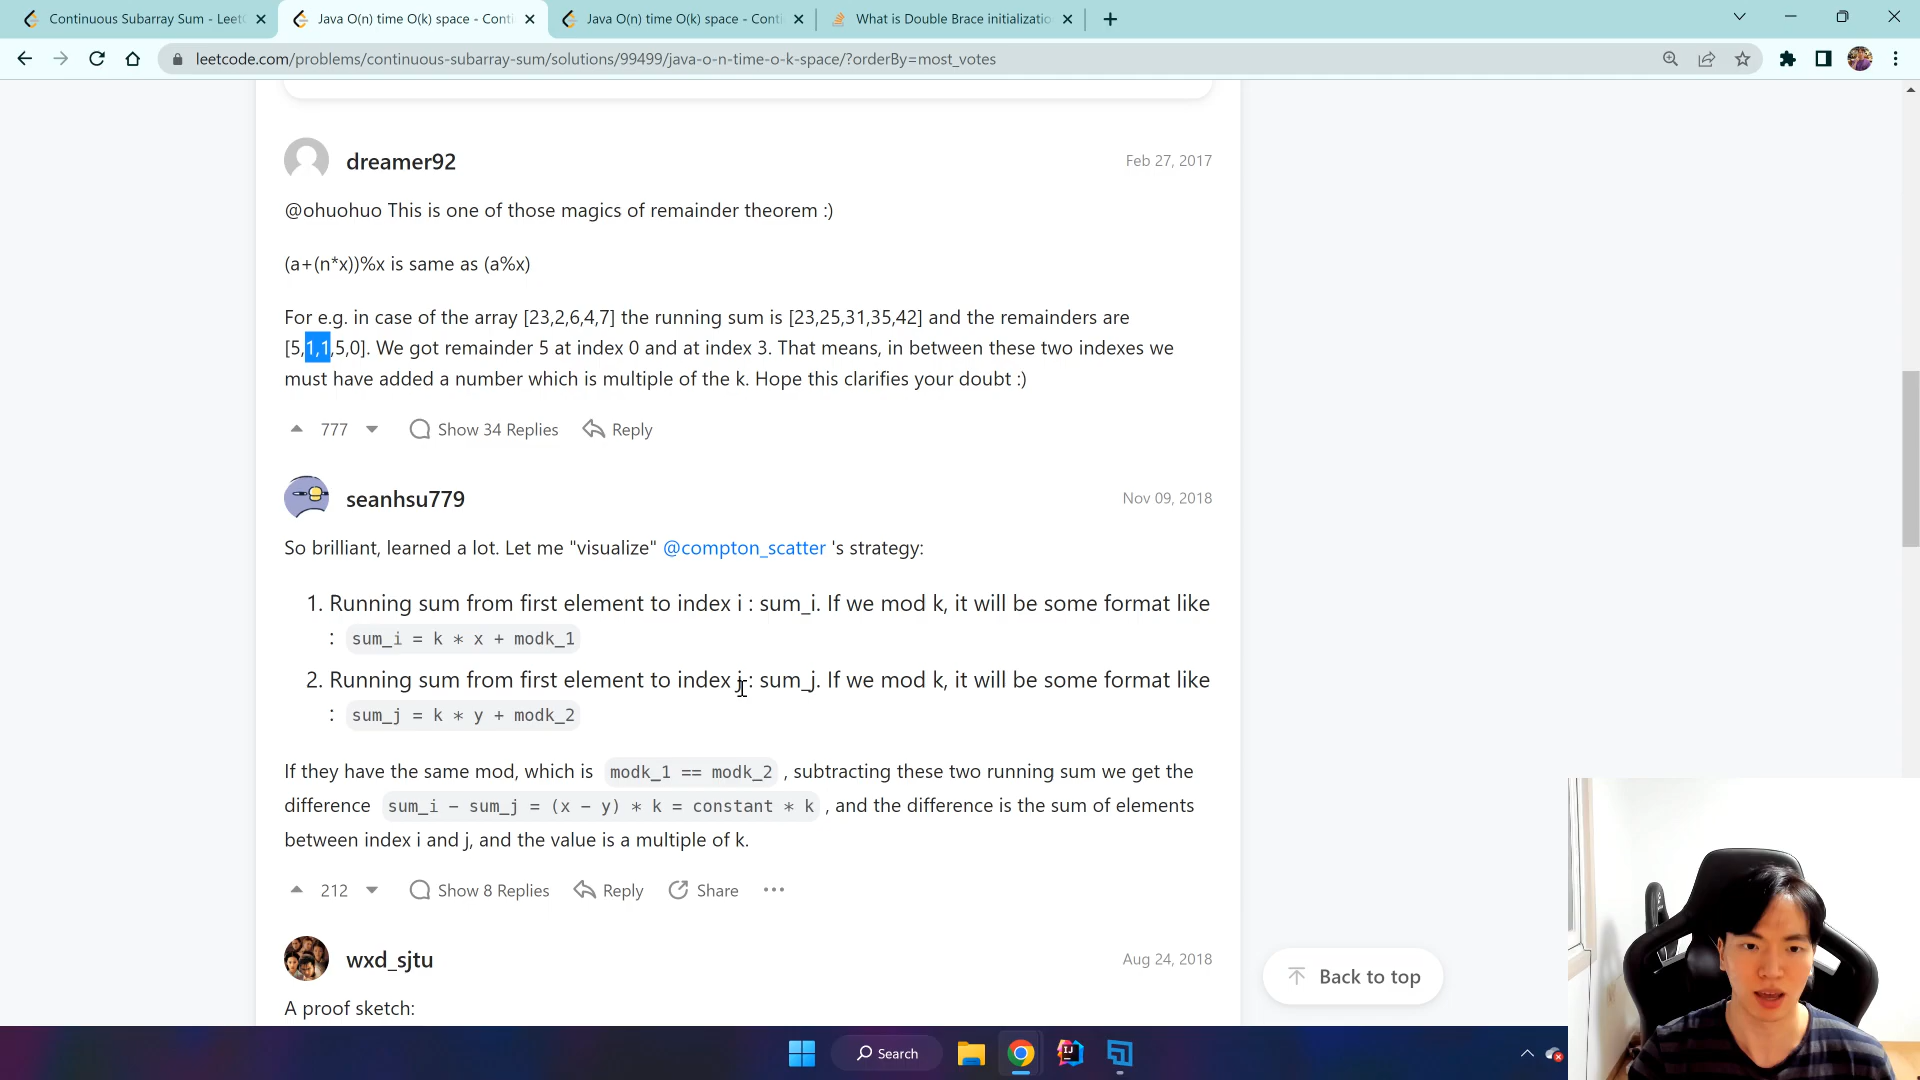 Continuous Subarray Sum - Leet
Java O(n) time O(k) space - Conti
Java O(n) time O(k) space - Conti
What is Double Brace initializatio
leetcode.com/problems/continuous-subarray-sum/solutions/99499/java-o-n-time-o-k-space/?orderBy=most_votes
dreamer92
Feb 27, 2017
@ohuohuo This is one of those magics of remainder theorem :)
(a+(n*x))%x is same as (a%x)
For e.g. in case of the array [23,2,6,4,7] the running sum is [23,25,31,35,42] and the remainders are
[5,1,1,5,0]. We got remainder 5 at index 0 and at index 3. That means, in between these two indexes we
must have added a number which is multiple of the k. Hope this clarifies your doubt :)
777 Show 34 Replies Reply
seanhsu779
Nov 09, 2018
So brilliant, learned a lot. Let me "visualize" @compton_scatter 's strategy:
1. Running sum from first element to index i : sum_i. If we mod k, it will be some format like
: sum_i = k * x + modk_1
2. Running sum from first element to index j : sum_j. If we mod k, it will be some format like
: sum_j = k * y + modk_2
If they have the same mod, which is modk_1 == modk_2 , subtracting these two running sum we get the
difference sum_i - sum_j = (x - y) * k = constant * k , and the difference is the sum of elements
between index i and j, and the value is a multiple of k.
212 Show 8 Replies Reply Share
wxd_sjtu
Aug 24, 2018
A proof sketch:
Back to top
Search